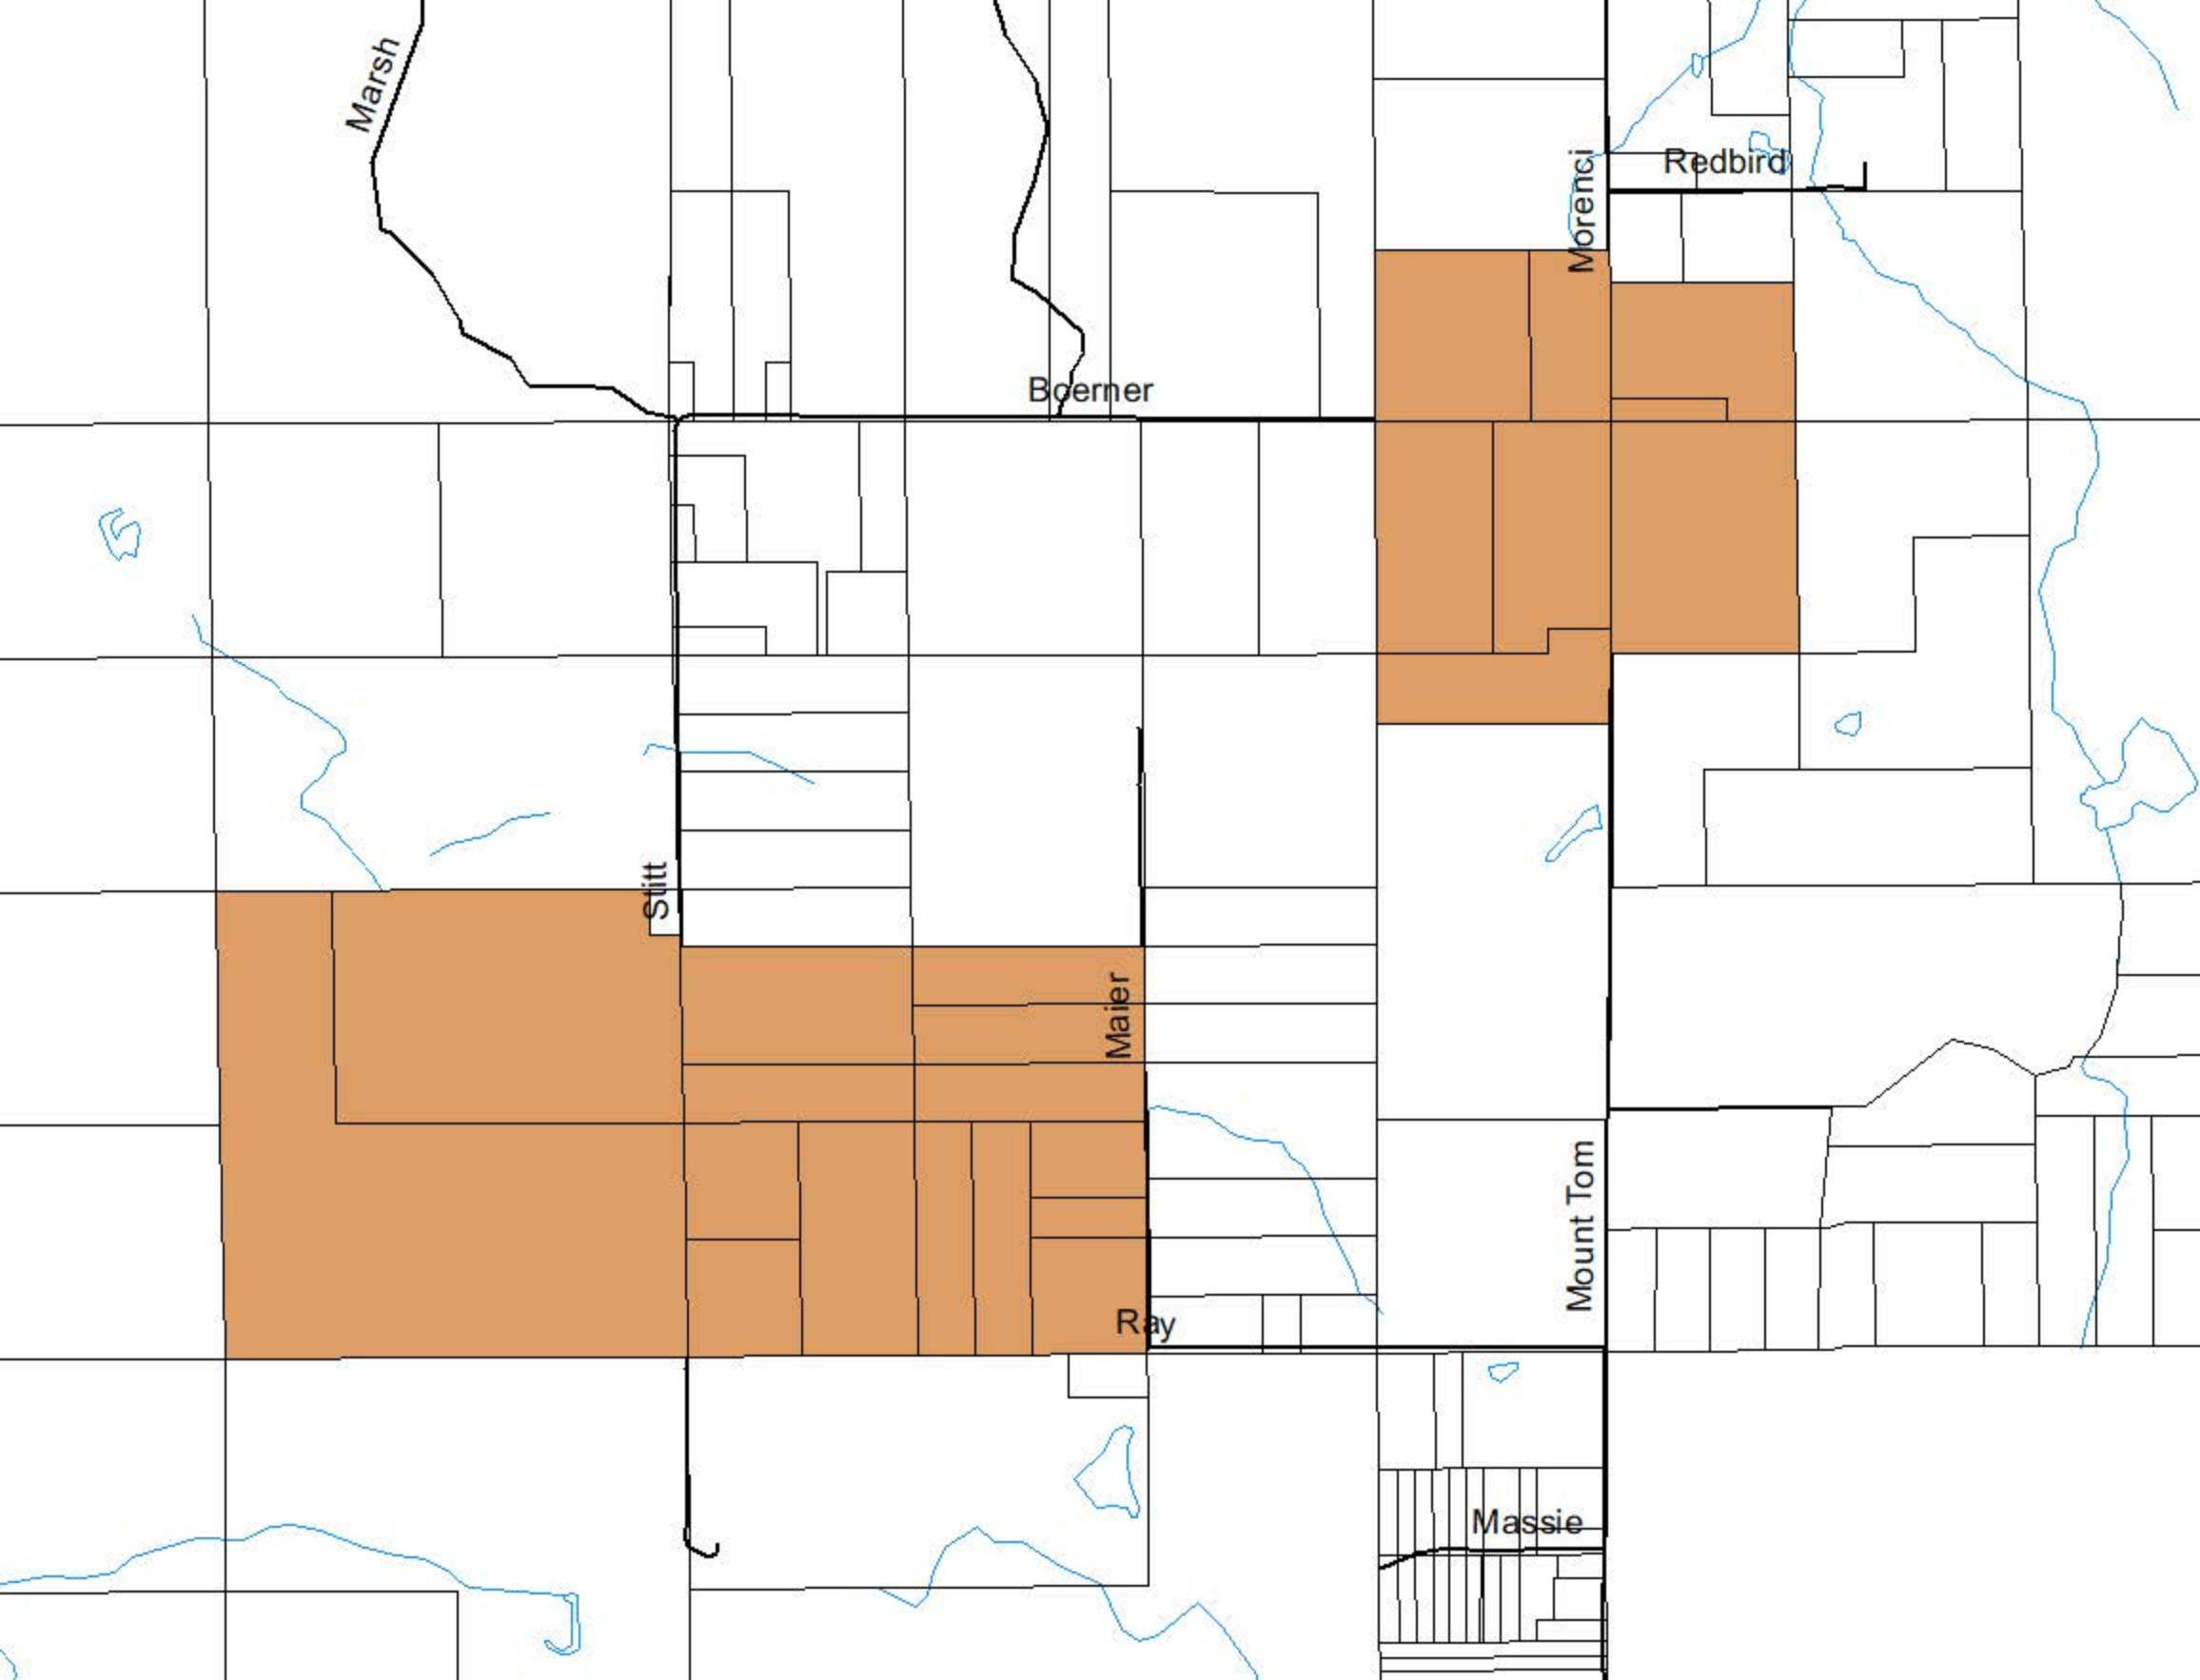 Marsh
Redbird
Morenci
Boerner
Stitt
Maier
Mount Tom
Ray
Massie